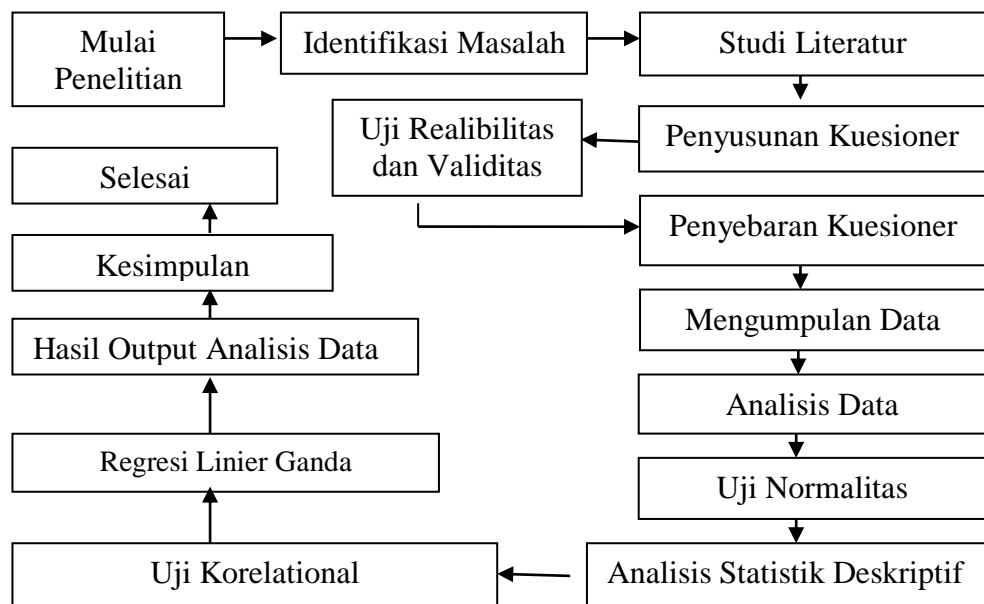 Mulai
Penelitian
Identifikasi Masalah
Studi Literatur
Penyusunan Kuesioner
Uji Realibilitas
dan Validitas
Penyebaran Kuesioner
Mengumpulan Data
Analisis Data
Uji Normalitas
Analisis Statistik Deskriptif
Uji Korelational
Regresi Linier Ganda
Hasil Output Analisis Data
Kesimpulan
Selesai